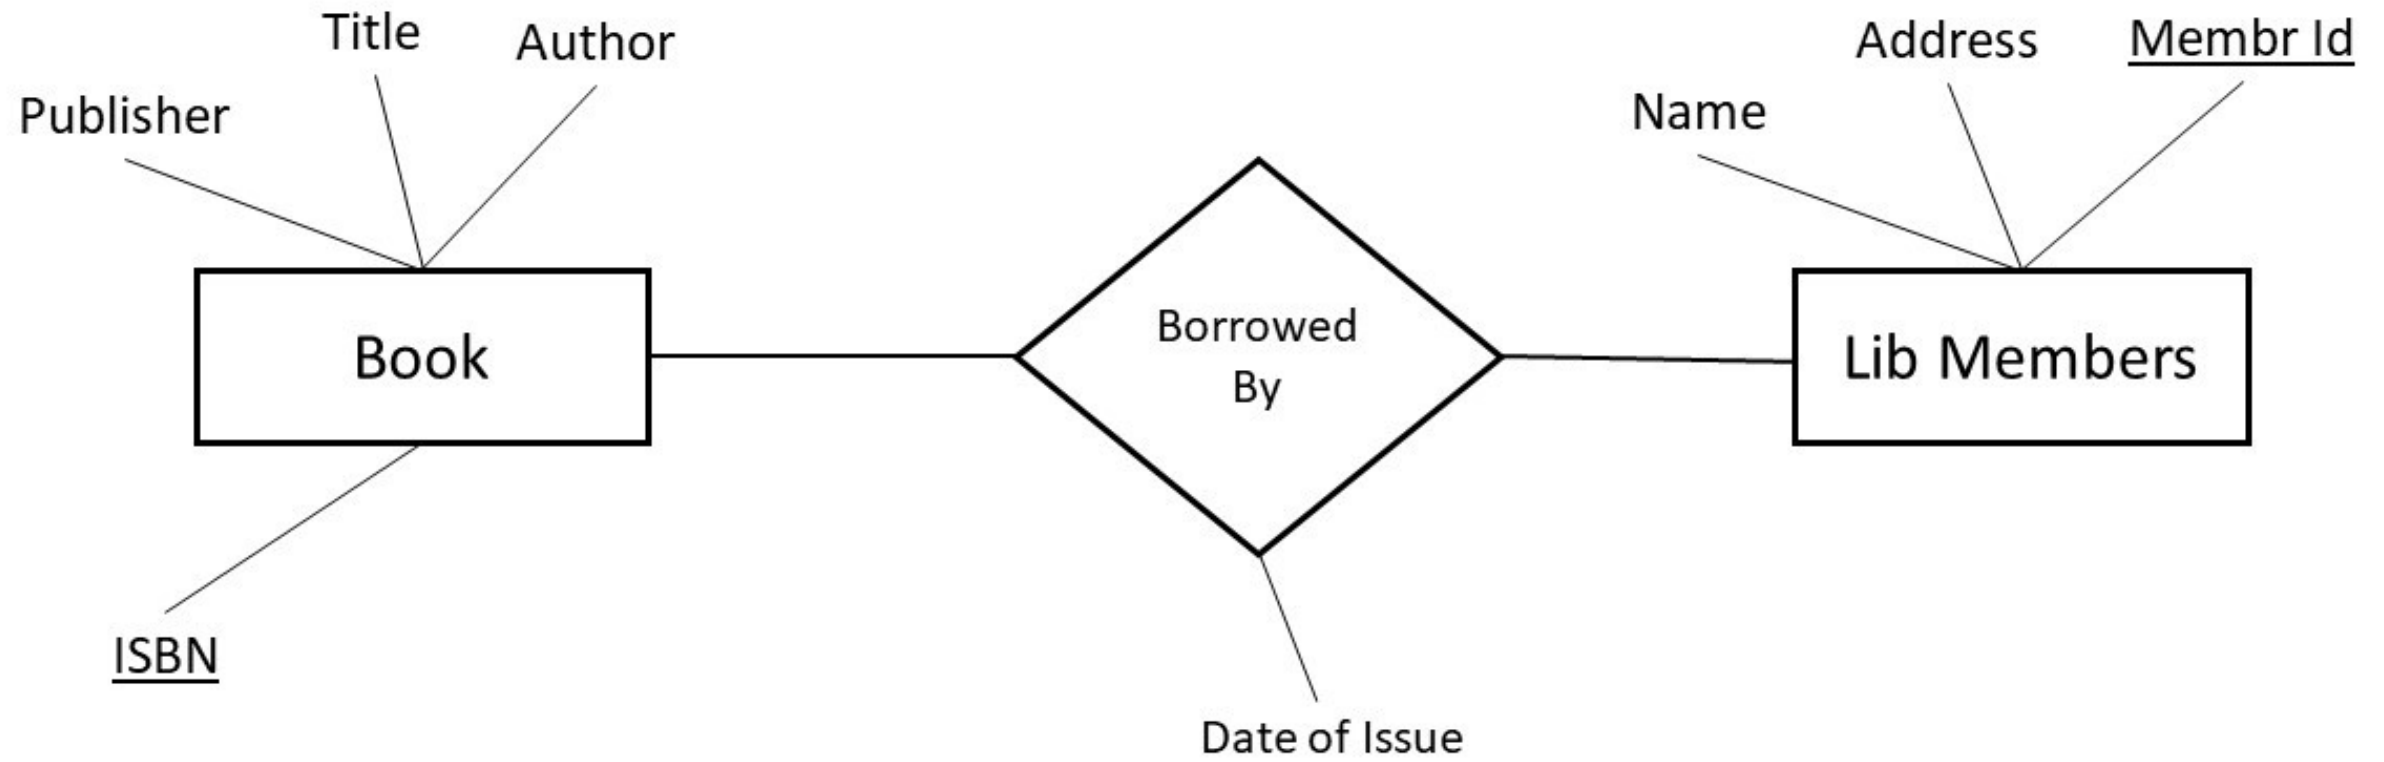 Title
Author
Publisher
Address
Membr Id
Name
Book
Borrowed
By
Lib Members
ISBN
Date of Issue